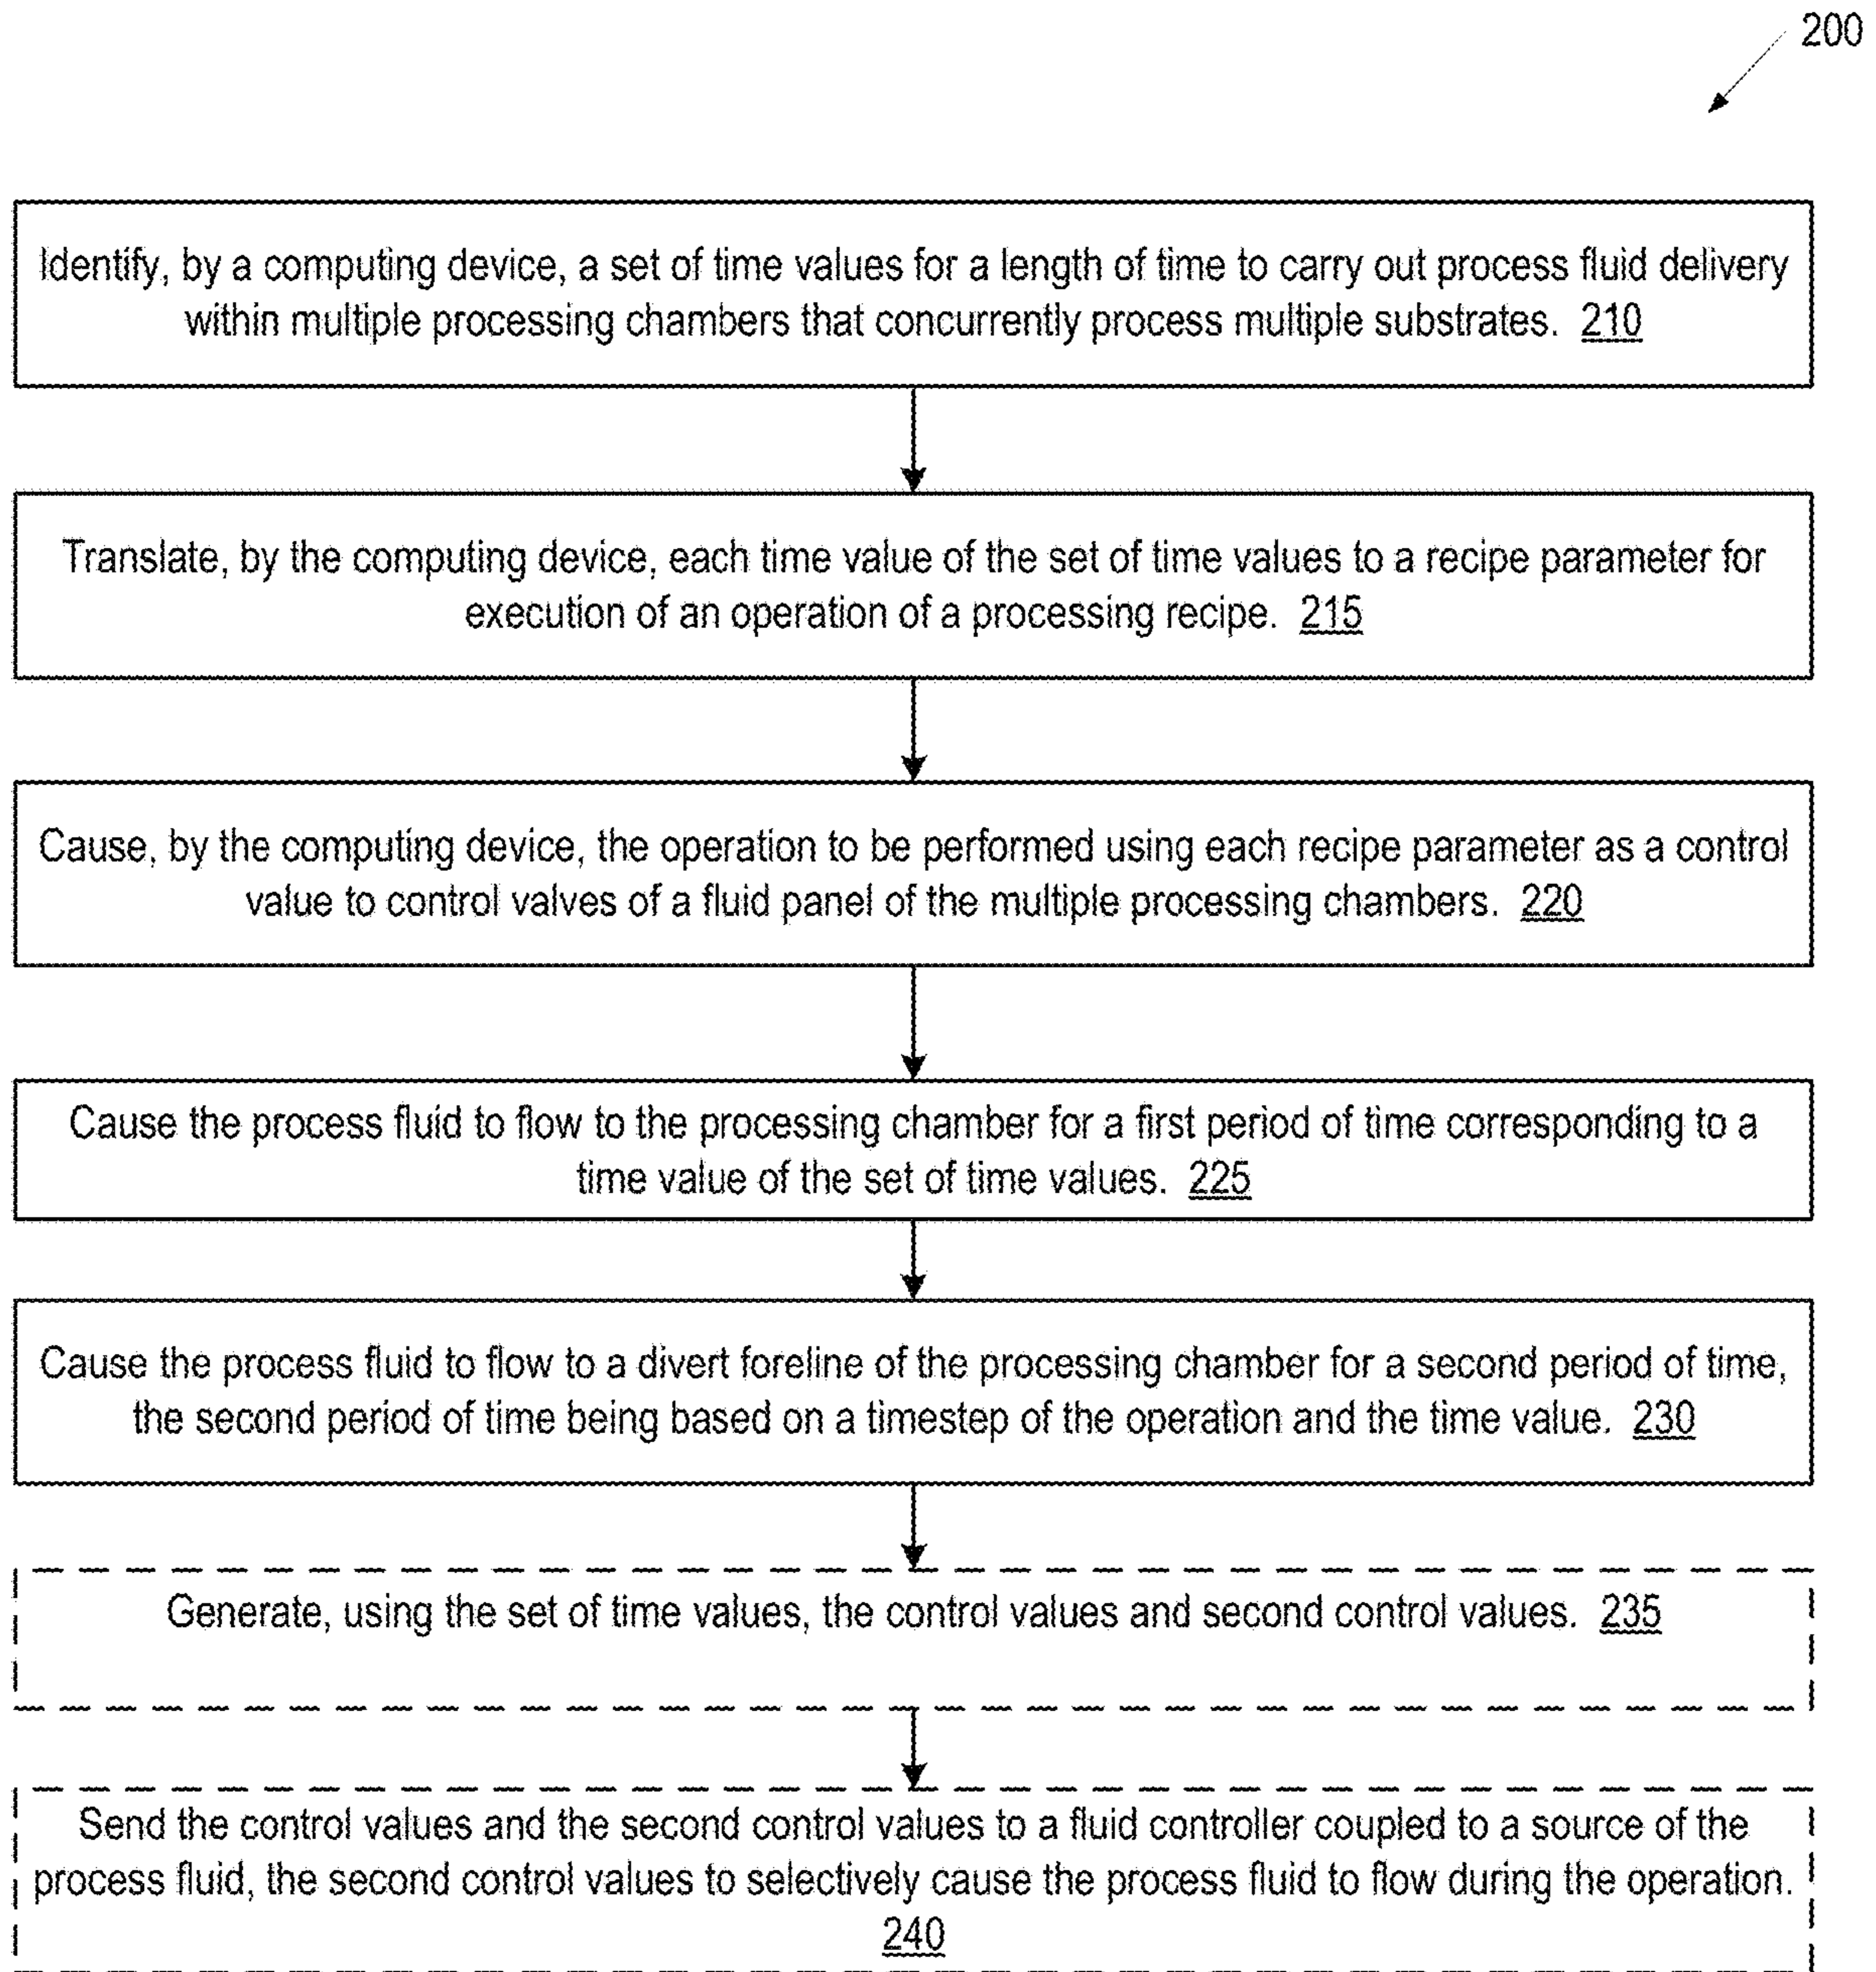 200
Identify, by a computing device, a set of time values for a length of time to carry out process fluid delivery
within multiple processing chambers that concurrently process multiple substrates. 210
Translate, by the computing device, each time value of the set of time values to a recipe parameter for
execution of an operation of a processing recipe. 215
Cause, by the computing device, the operation to be performed using each recipe parameter as a control
value to control valves of a fluid panel of the multiple processing chambers. 220
Cause the process fluid to flow to the processing chamber for a first period of time corresponding to a
time value of the set of time values. 225
Cause the process fluid to flow to a divert foreline of the processing chamber for a second period of time,
the second period of time being based on a timestep of the operation and the time value. 230
Generate, using the set of time values, the control values and second control values. 235
Send the control values and the second control values to a fluid controller coupled to a source of the
process fluid, the second control values to selectively cause the process fluid to flow during the operation.
240